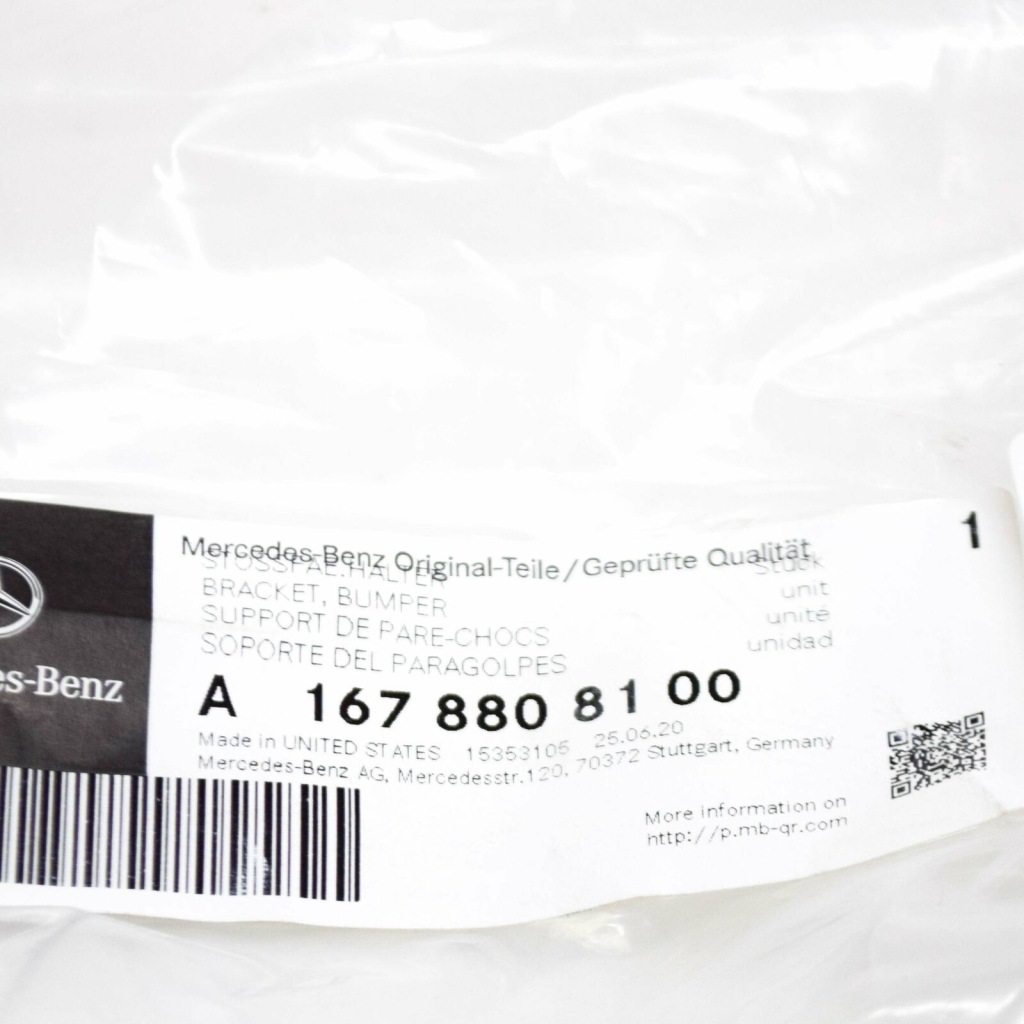 Mercedes-Benz Original-Teile/Geprüfte Qualität 1
STOSSFAE.HALTER Stück
BRACKET, BUMPER unit
SUPPORT DE PARE-CHOCS unité
SOPORTE DEL PARAGOLPES unidad
es-Benz
A 167 880 81 00
Made in UNITED STATES 15353105 25.06.20
Mercedes-Benz AG, Mercedesstr.120, 70372 Stuttgart, Germany
More information on
http://p.mb-qr.com